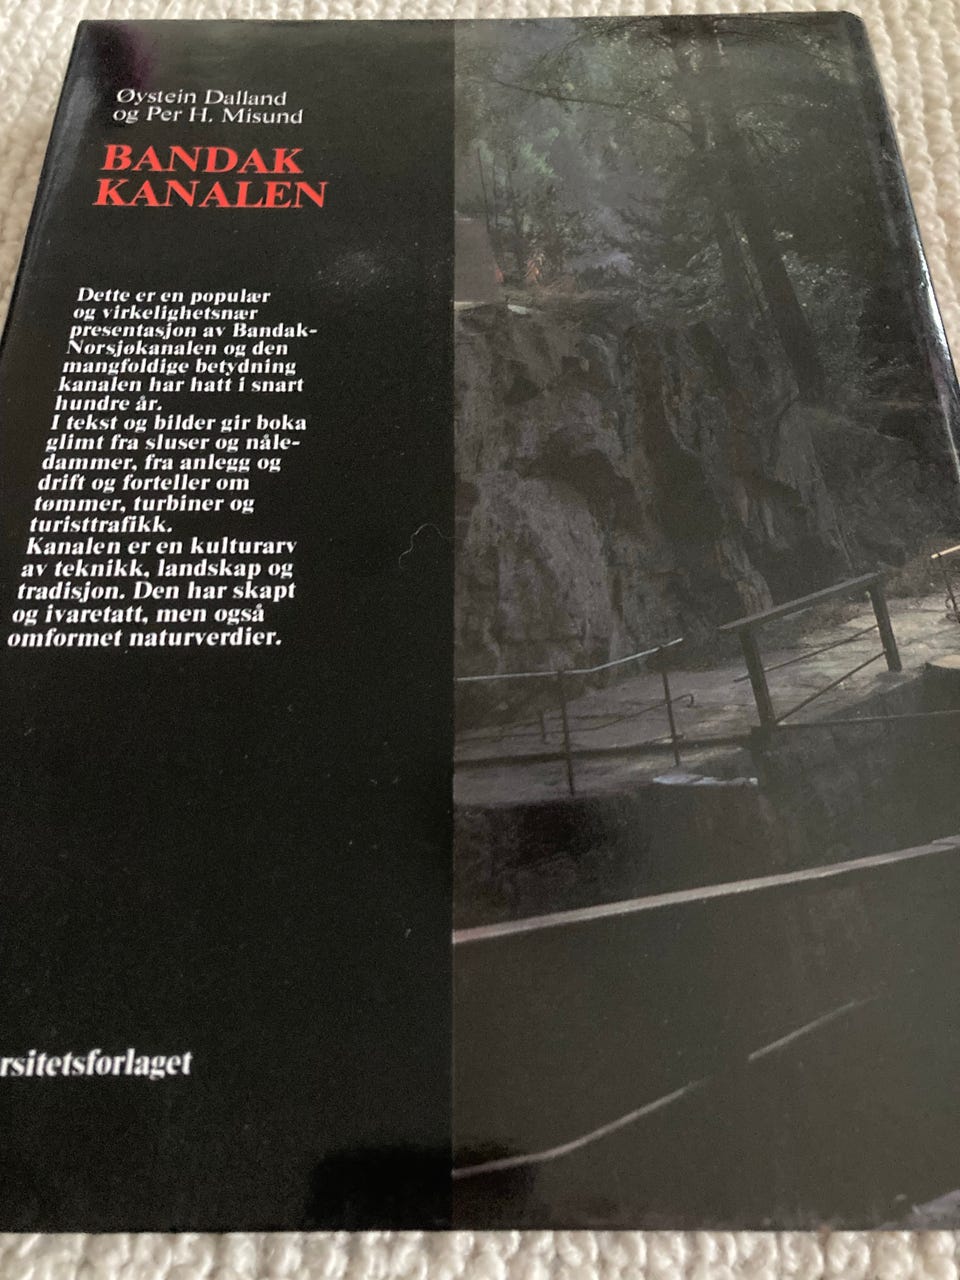 Øystein Dalland
og Per H. Misund
BANDAK
KANALEN
Dette er en populær
og virkelighetsnær
presentasjon av Bandak-
Norsjøkanalen og den
mangfoldige betydning
kanalen har hatt i snart
hundre år.
I tekst og bilder gir boka
glimt fra sluser og nåle-
dammer, fra anlegg og
drift og forteller om
tømmer, turbiner og
turisttrafikk.
Kanalen er en kulturarv
av teknikk, landskap og
tradisjon. Den har skapt
og ivaretatt, men også
omformet naturverdier.
rsitetsforlaget